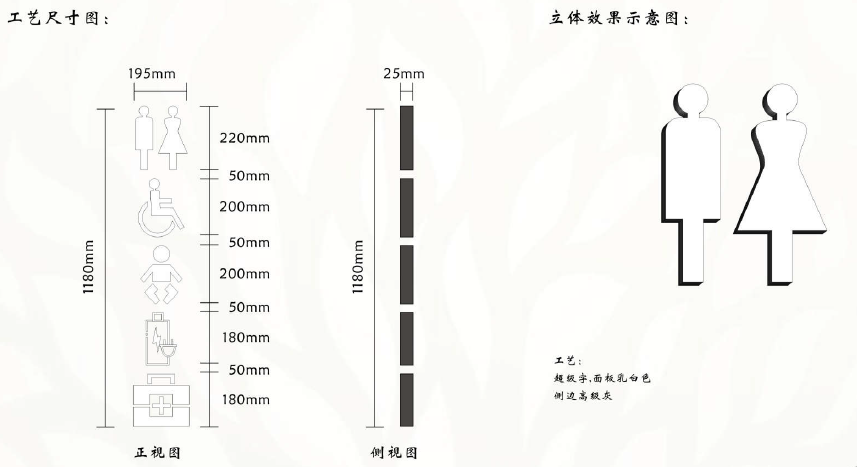 工艺尺寸图：
立体效果示意图：
195mm
220mm
50mm
200mm
50mm
200mm
50mm
180mm
50mm
180mm
1180mm
正视图
25mm
1180mm
侧视图
工艺：
超级字,面板乳白色
侧边高级灰